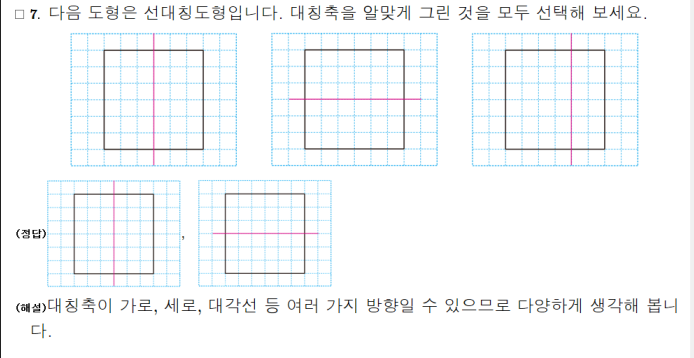 □ 7. 다음 도형은 선대칭도형입니다. 대칭축을 알맞게 그린 것을 모두 선택해 보세요.
(정답) ,
(해설)대칭축이 가로, 세로, 대각선 등 여러 가지 방향일 수 있으므로 다양하게 생각해 봅니
다.